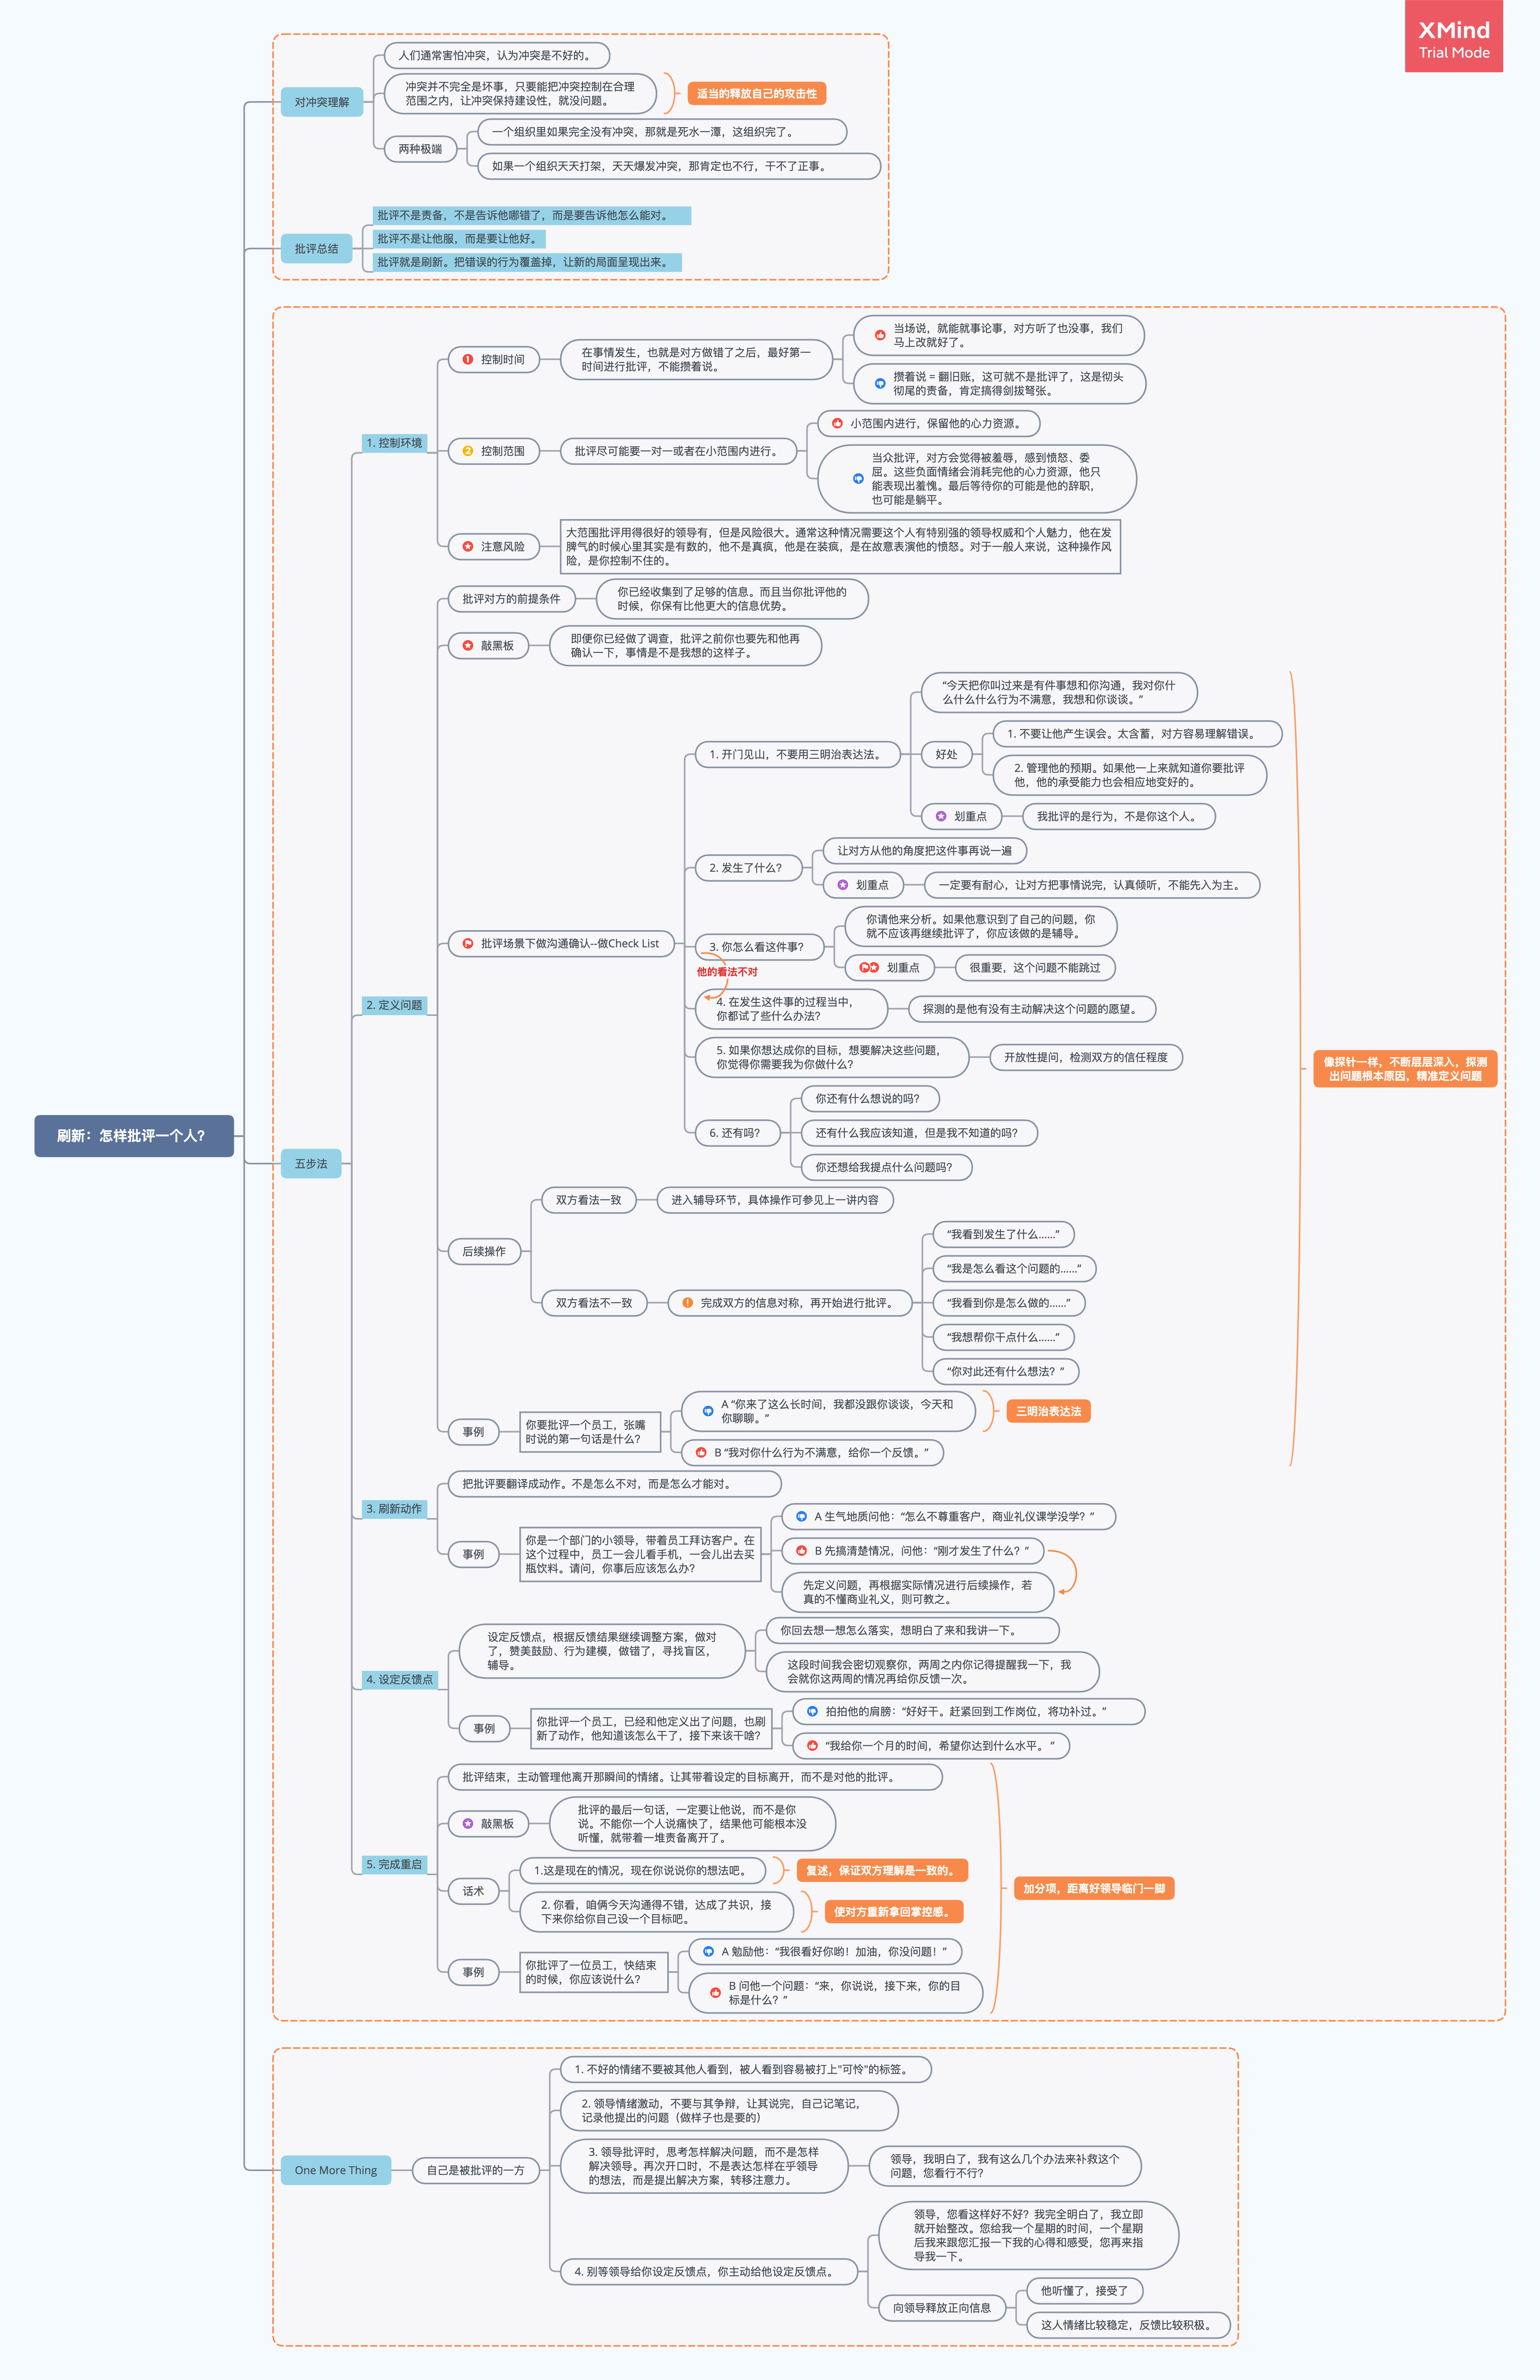 XMind
Trial Mode
刷新：怎样批评一个人？
对冲突理解
人们通常害怕冲突，认为冲突是不好的。
冲突并不完全是坏事，只要能把冲突控制在合理
范围之内，让冲突保持建设性，就没问题。
适当的释放自己的攻击性
两种极端
一个组织里如果完全没有冲突，那就是死水一潭，这组织完了。
如果一个组织天天打架，天天爆发冲突，那肯定也不行，干不了正事。
批评总结
批评不是责备，不是告诉他哪错了，而是要告诉他怎么能对。
批评不是让他服，而是要让他好。
批评就是刷新。把错误的行为覆盖掉，让新的局面呈现出来。
五步法
1. 控制环境
1 控制时间
在事情发生，也就是对方做错了之后，最好第一
时间进行批评，不能攒着说。
当场说，就能就事论事，对方听了也没事，我们
马上改就好了。
攒着说 = 翻旧账，这可就不是批评了，这是彻头
彻尾的责备，肯定搞得剑拔弩张。
2 控制范围
批评尽可能要一对一或者在小范围内进行。
小范围内进行，保留他的心力资源。
当众批评，对方会觉得被羞辱，感到愤怒、委
屈。这些负面情绪会消耗完他的心力资源，他只
能表现出羞愧。最后等待你的可能是他的辞职，
也可能是躺平。
注意风险
大范围批评用得很好的领导有，但是风险很大。通常这种情况需要这个人有特别强的领导权威和个人魅力，他在发
脾气的时候心里其实是有数的，他不是真疯，他是在装疯，是在故意表演他的愤怒。对于一般人来说，这种操作风
险，是你控制不住的。
2. 定义问题
批评对方的前提条件
你已经收集到了足够的信息。而且当你批评他的
时候，你保有比他更大的信息优势。
敲黑板
即便你已经做了调查，批评之前你也要先和他再
确认一下，事情是不是我想的这样子。
批评场景下做沟通确认--做Check List
1. 开门见山，不要用三明治表达法。
“今天把你叫过来是有件事想和你沟通，我对你什
么什么什么行为不满意，我想和你谈谈。”
好处
1. 不要让他产生误会。太含蓄，对方容易理解错误。
2. 管理他的预期。如果他一上来就知道你要批评
他，他的承受能力也会相应地变好的。
划重点
我批评的是行为，不是你这个人。
2. 发生了什么？
让对方从他的角度把这件事再说一遍
划重点
一定要有耐心，让对方把事情说完，认真倾听，不能先入为主。
3. 你怎么看这件事？
你请他来分析。如果他意识到了自己的问题，你
就不应该再继续批评了，你应该做的是辅导。
划重点
很重要，这个问题不能跳过
他的看法不对
4. 在发生这件事的过程当中，
你都试了些什么办法？
探测的是他有没有主动解决这个问题的愿望。
5. 如果你想达成你的目标，想要解决这些问题，
你觉得你需要我为你做什么？
开放性提问，检测双方的信任程度
6. 还有吗？
你还有什么想说的吗？
还有什么我应该知道，但是我不知道的吗？
你还想给我提点什么问题吗？
后续操作
双方看法一致
进入辅导环节，具体操作可参见上一讲内容
双方看法不一致
完成双方的信息对称，再开始进行批评。
“我看到发生了什么……”
“我是怎么看这个问题的……”
“我看到你是怎么做的……”
“我想帮你干点什么……”
“你对此还有什么想法？”
事例
你要批评一个员工，张嘴
时说的第一句话是什么？
A “你来了这么长时间，我都没跟你谈谈，今天和
你聊聊。”
三明治表达法
B “我对你什么行为不满意，给你一个反馈。”
像探针一样，不断层层深入，探测
出问题根本原因，精准定义问题
3. 刷新动作
把批评要翻译成动作。不是怎么不对，而是怎么才能对。
事例
你是一个部门的小领导，带着员工拜访客户。在
这个过程中，员工一会儿看手机，一会儿出去买
瓶饮料。请问，你事后应该怎么办？
A 生气地质问他：“怎么不尊重客户，商业礼仪课学没学？”
B 先搞清楚情况，问他：“刚才发生了什么？”
先定义问题，再根据实际情况进行后续操作，若
真的不懂商业礼义，则可教之。
4. 设定反馈点
设定反馈点，根据反馈结果继续调整方案，做对
了，赞美鼓励、行为建模，做错了，寻找盲区，
辅导。
你回去想一想怎么落实，想明白了来和我讲一下。
这段时间我会密切观察你，两周之内你记得提醒我一下，我
会就你这两周的情况再给你反馈一次。
事例
你批评一个员工，已经和他定义出了问题，也刷
新了动作，他知道该怎么干了，接下来该干啥？
拍拍他的肩膀：“好好干。赶紧回到工作岗位，将功补过。”
“我给你一个月的时间，希望你达到什么水平。”
5. 完成重启
批评结束，主动管理他离开那瞬间的情绪。让其带着设定的目标离开，而不是对他的批评。
敲黑板
批评的最后一句话，一定要让他说，而不是你
说。不能你一个人说痛快了，结果他可能根本没
听懂，就带着一堆责备离开了。
话术
1.这是现在的情况，现在你说说你的想法吧。
复述，保证双方理解是一致的。
2. 你看，咱俩今天沟通得不错，达成了共识，接
下来你给你自己设一个目标吧。
使对方重新拿回掌控感。
事例
你批评了一位员工，快结束
的时候，你应该说什么？
A 勉励他：“我很看好你哟！加油，你没问题！”
B 问他一个问题：“来，你说说，接下来，你的目
标是什么？”
加分项，距离好领导临门一脚
One More Thing
自己是被批评的一方
1. 不好的情绪不要被其他人看到，被人看到容易被打上"可怜"的标签。
2. 领导情绪激动，不要与其争辩，让其说完，自己记笔记，
记录他提出的问题（做样子也是要的）
3. 领导批评时，思考怎样解决问题，而不是怎样
解决领导。再次开口时，不是表达怎样在乎领导
的想法，而是提出解决方案，转移注意力。
领导，我明白了，我有这么几个办法来补救这个
问题，您看行不行？
4. 别等领导给你设定反馈点，你主动给他设定反馈点。
领导，您看这样好不好？我完全明白了，我立即
就开始整改。您给我一个星期的时间，一个星期
后我来跟您汇报一下我的心得和感受，您再来指
导我一下。
向领导释放正向信息
他听懂了，接受了
这人情绪比较稳定，反馈比较积极。